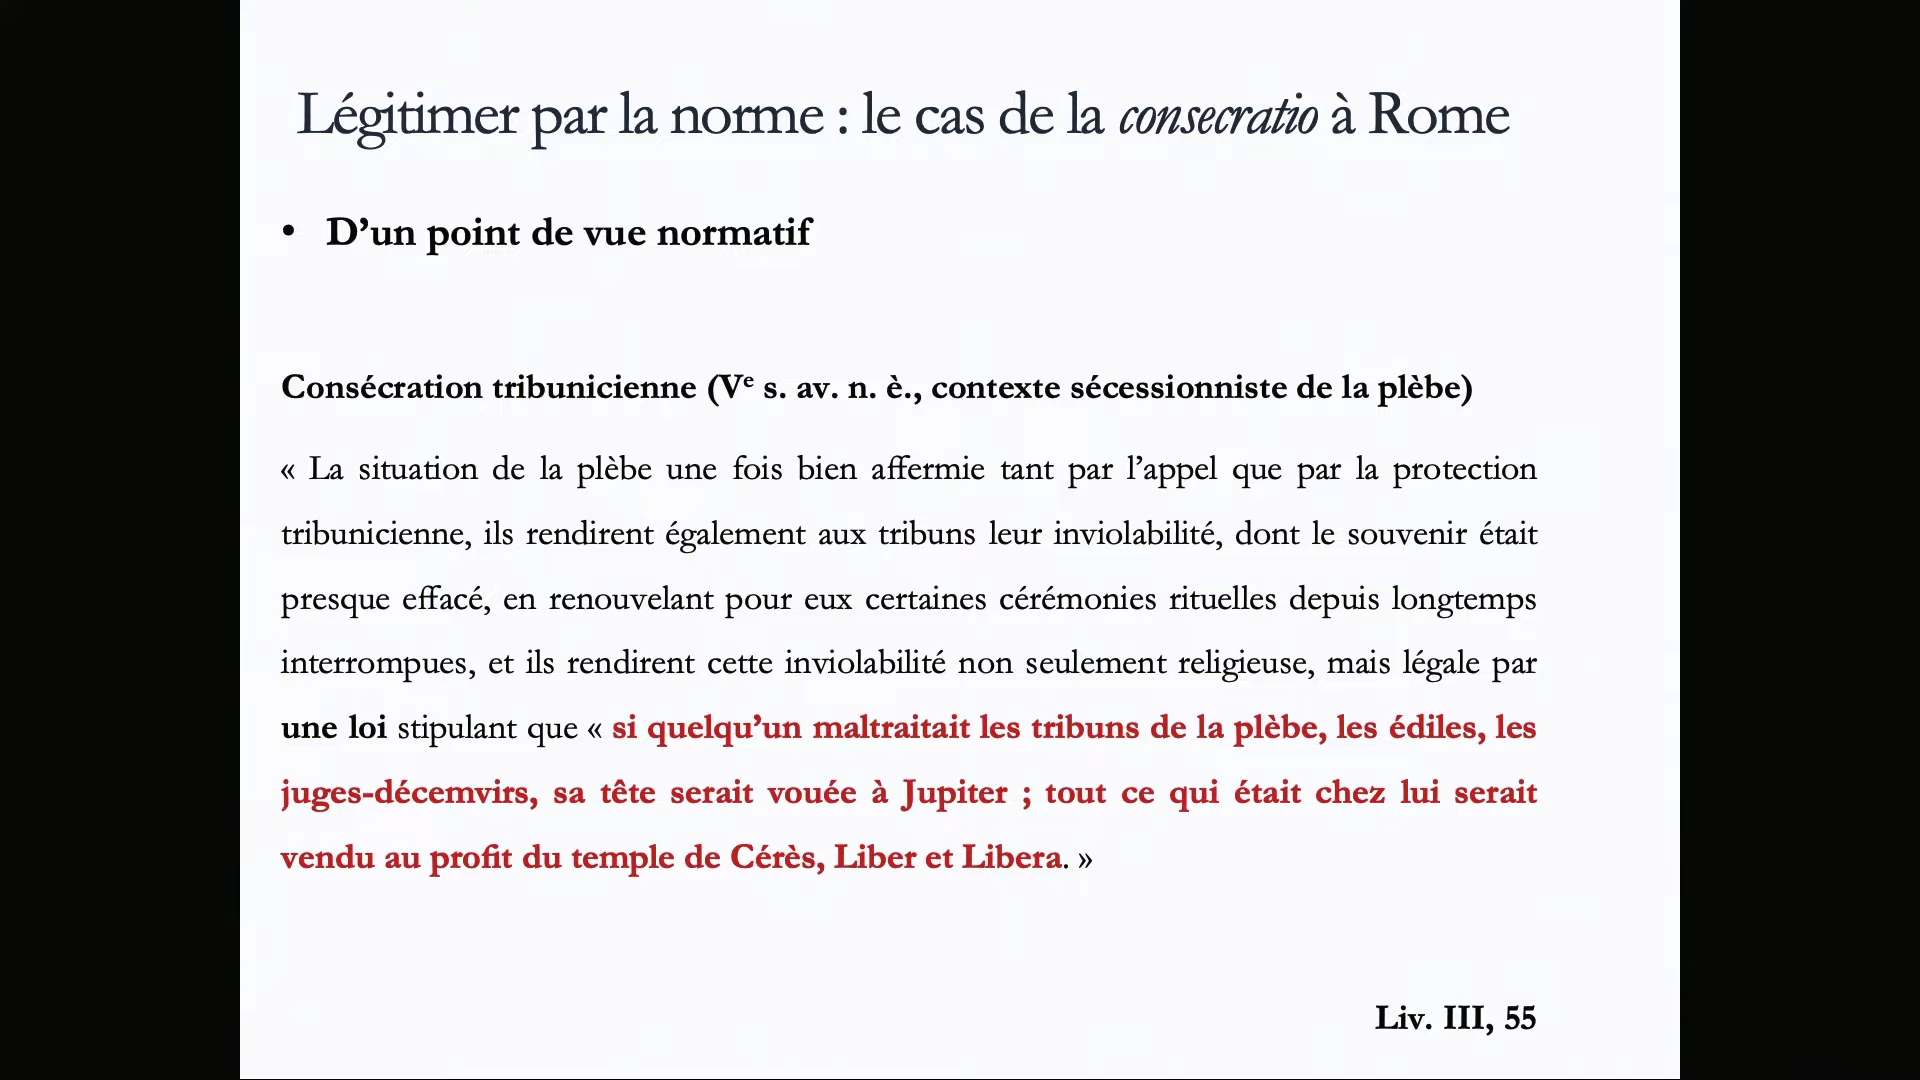 Légitimer par la norme : le cas de la consecratio à Rome
• D’un point de vue normatif
Consécration tribunicienne (Ve s. av. n. è., contexte sécessionniste de la plèbe)
« La situation de la plèbe une fois bien affermie tant par l’appel que par la protection
tribunicienne, ils rendirent également aux tribuns leur inviolabilité, dont le souvenir était
presque effacé, en renouvelant pour eux certaines cérémonies rituelles depuis longtemps
interrompues, et ils rendirent cette inviolabilité non seulement religieuse, mais légale par
une loi stipulant que « si quelqu’un maltraitait les tribuns de la plèbe, les édiles, les
juges-décemvirs, sa tête serait vouée à Jupiter ; tout ce qui était chez lui serait
vendu au profit du temple de Cérès, Liber et Libera. »
Liv. III, 55